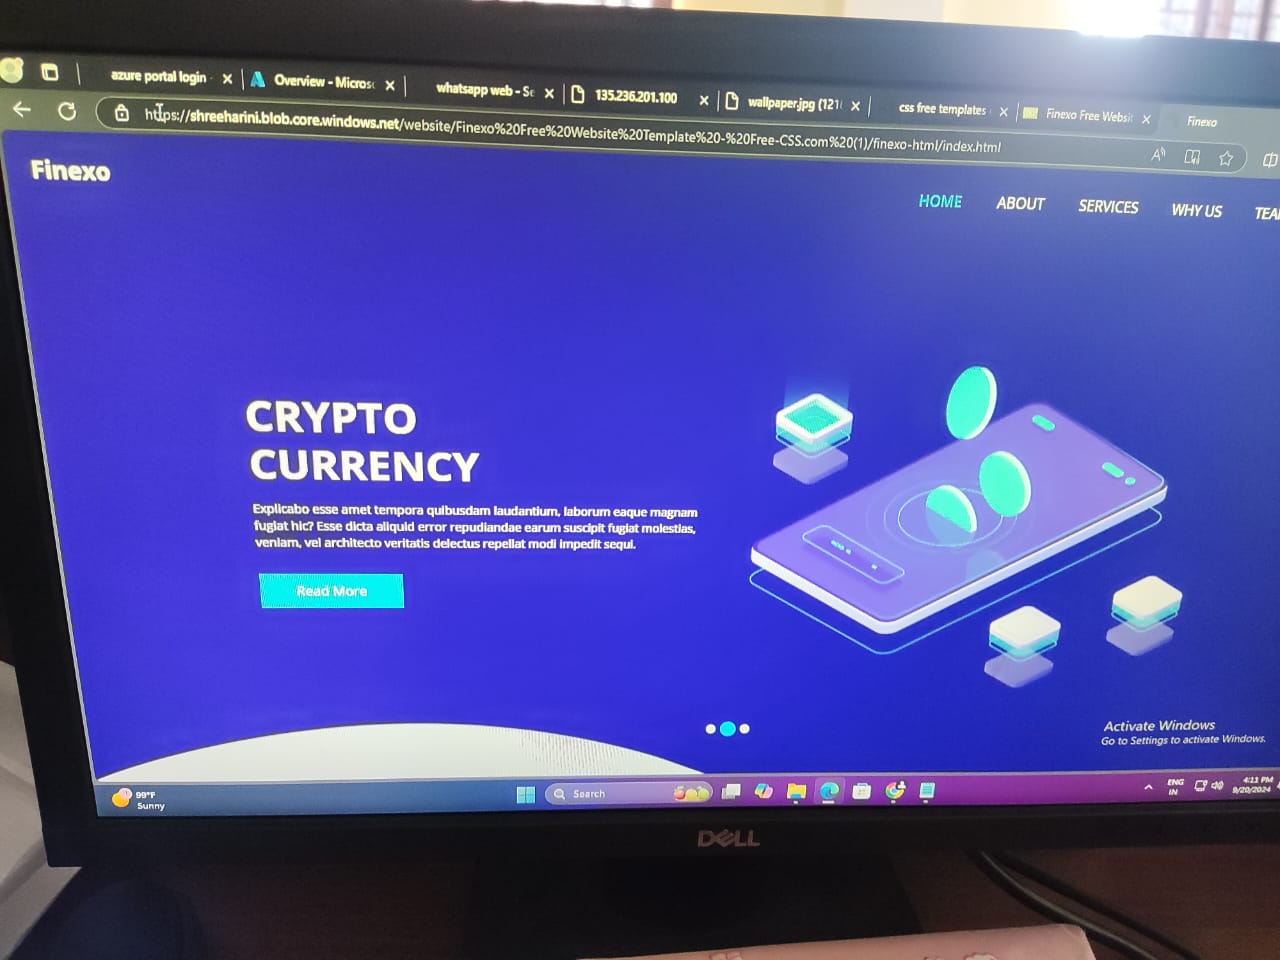 azure portal login
Overview - Micros
whatsapp web - Se
135.236.201.100
wallpaper.jpg (121
css free templates
Finexo Free Websit
Finexo
https://shreeharini.blob.core.windows.net/website/Finexo%20Free%20Website%20Template%20-%20Free-CSS.com%20(1)/finexo-html/index.html
Finexo
HOME
ABOUT
SERVICES
WHY US
TEA
CRYPTO
CURRENCY
Explicabo esse amet tempora quibusdam laudantium, laborum eaque magnam
fugiat hic? Esse dicta aliquid error repudiandae earum suscipit fugiat molestias,
veniam, vel architecto veritatis delectus repellat modi impedit sequi.
Read More
Activate Windows
Go to Settings to activate Windows.
99°F
Sunny
Search
ENG
IN
4:11 PM
9/20/2024
DELL